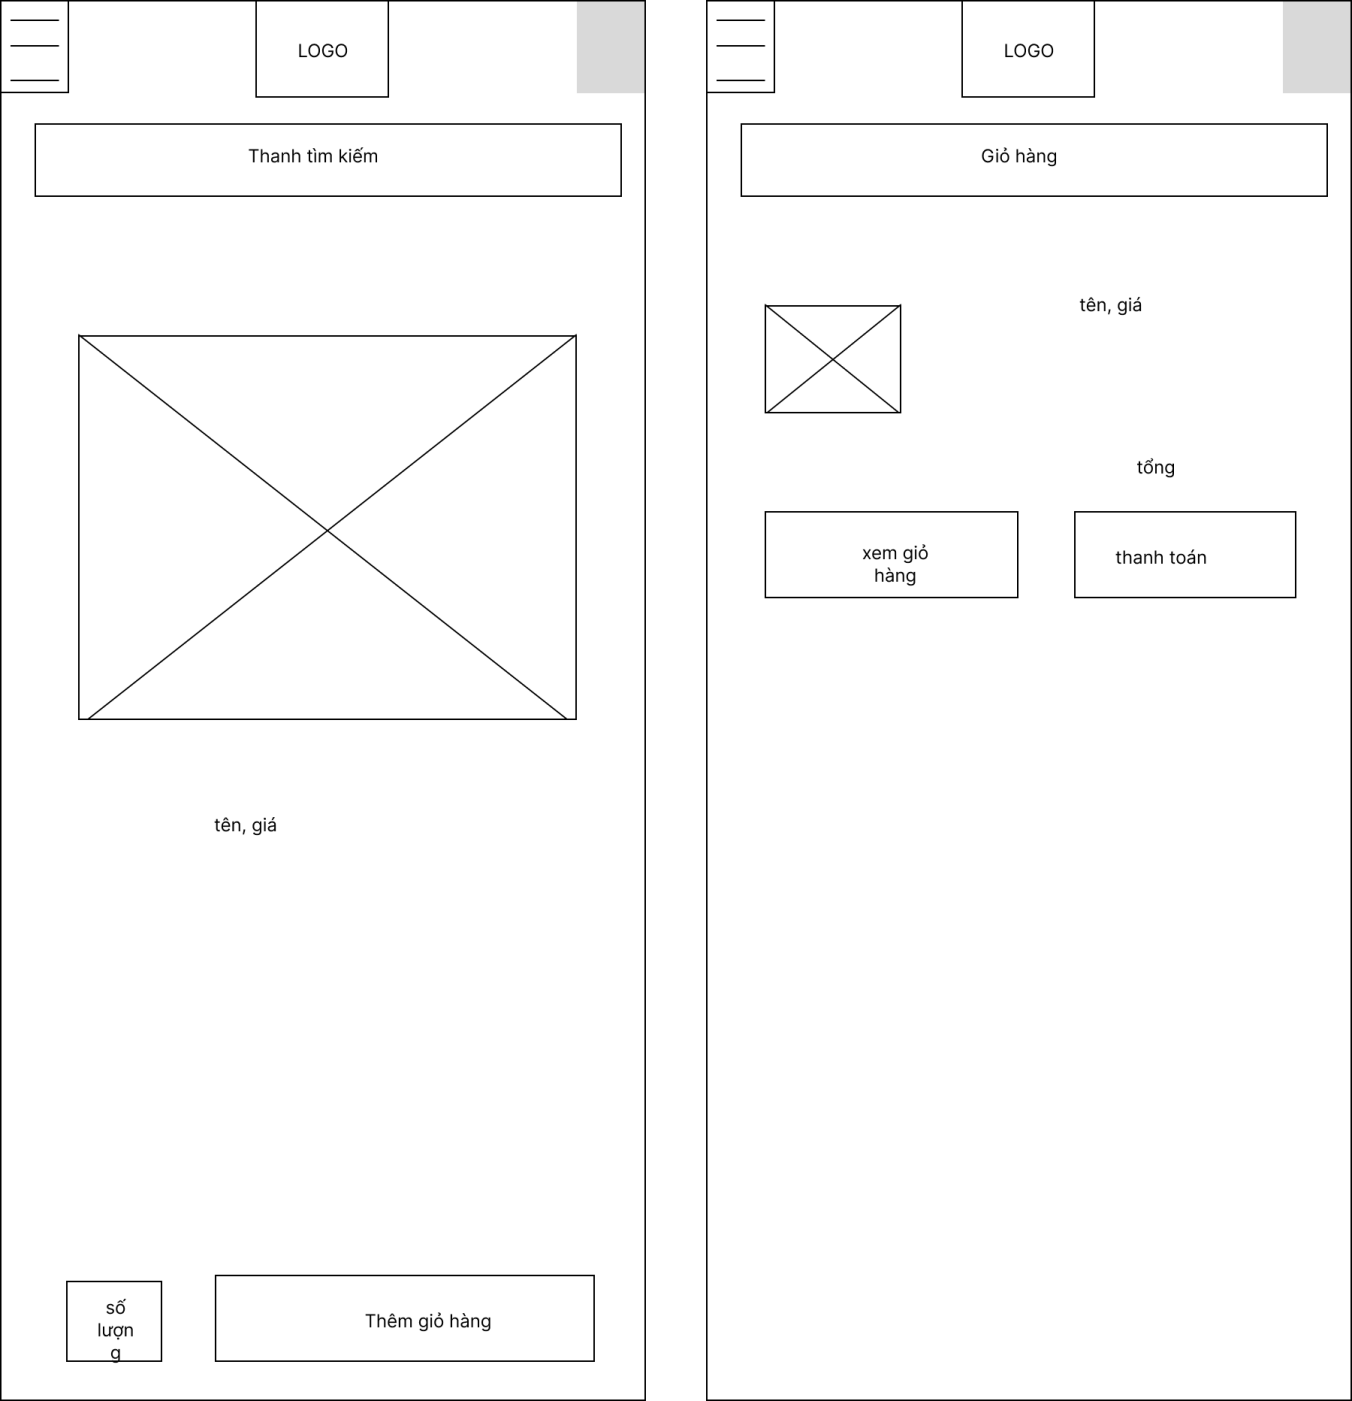 LOGO
Thanh tìm kiếm
tên, giá
số
lượn
g
Thêm giỏ hàng
LOGO
Giỏ hàng
tên, giá
tổng
xem giỏ
hàng
thanh toán